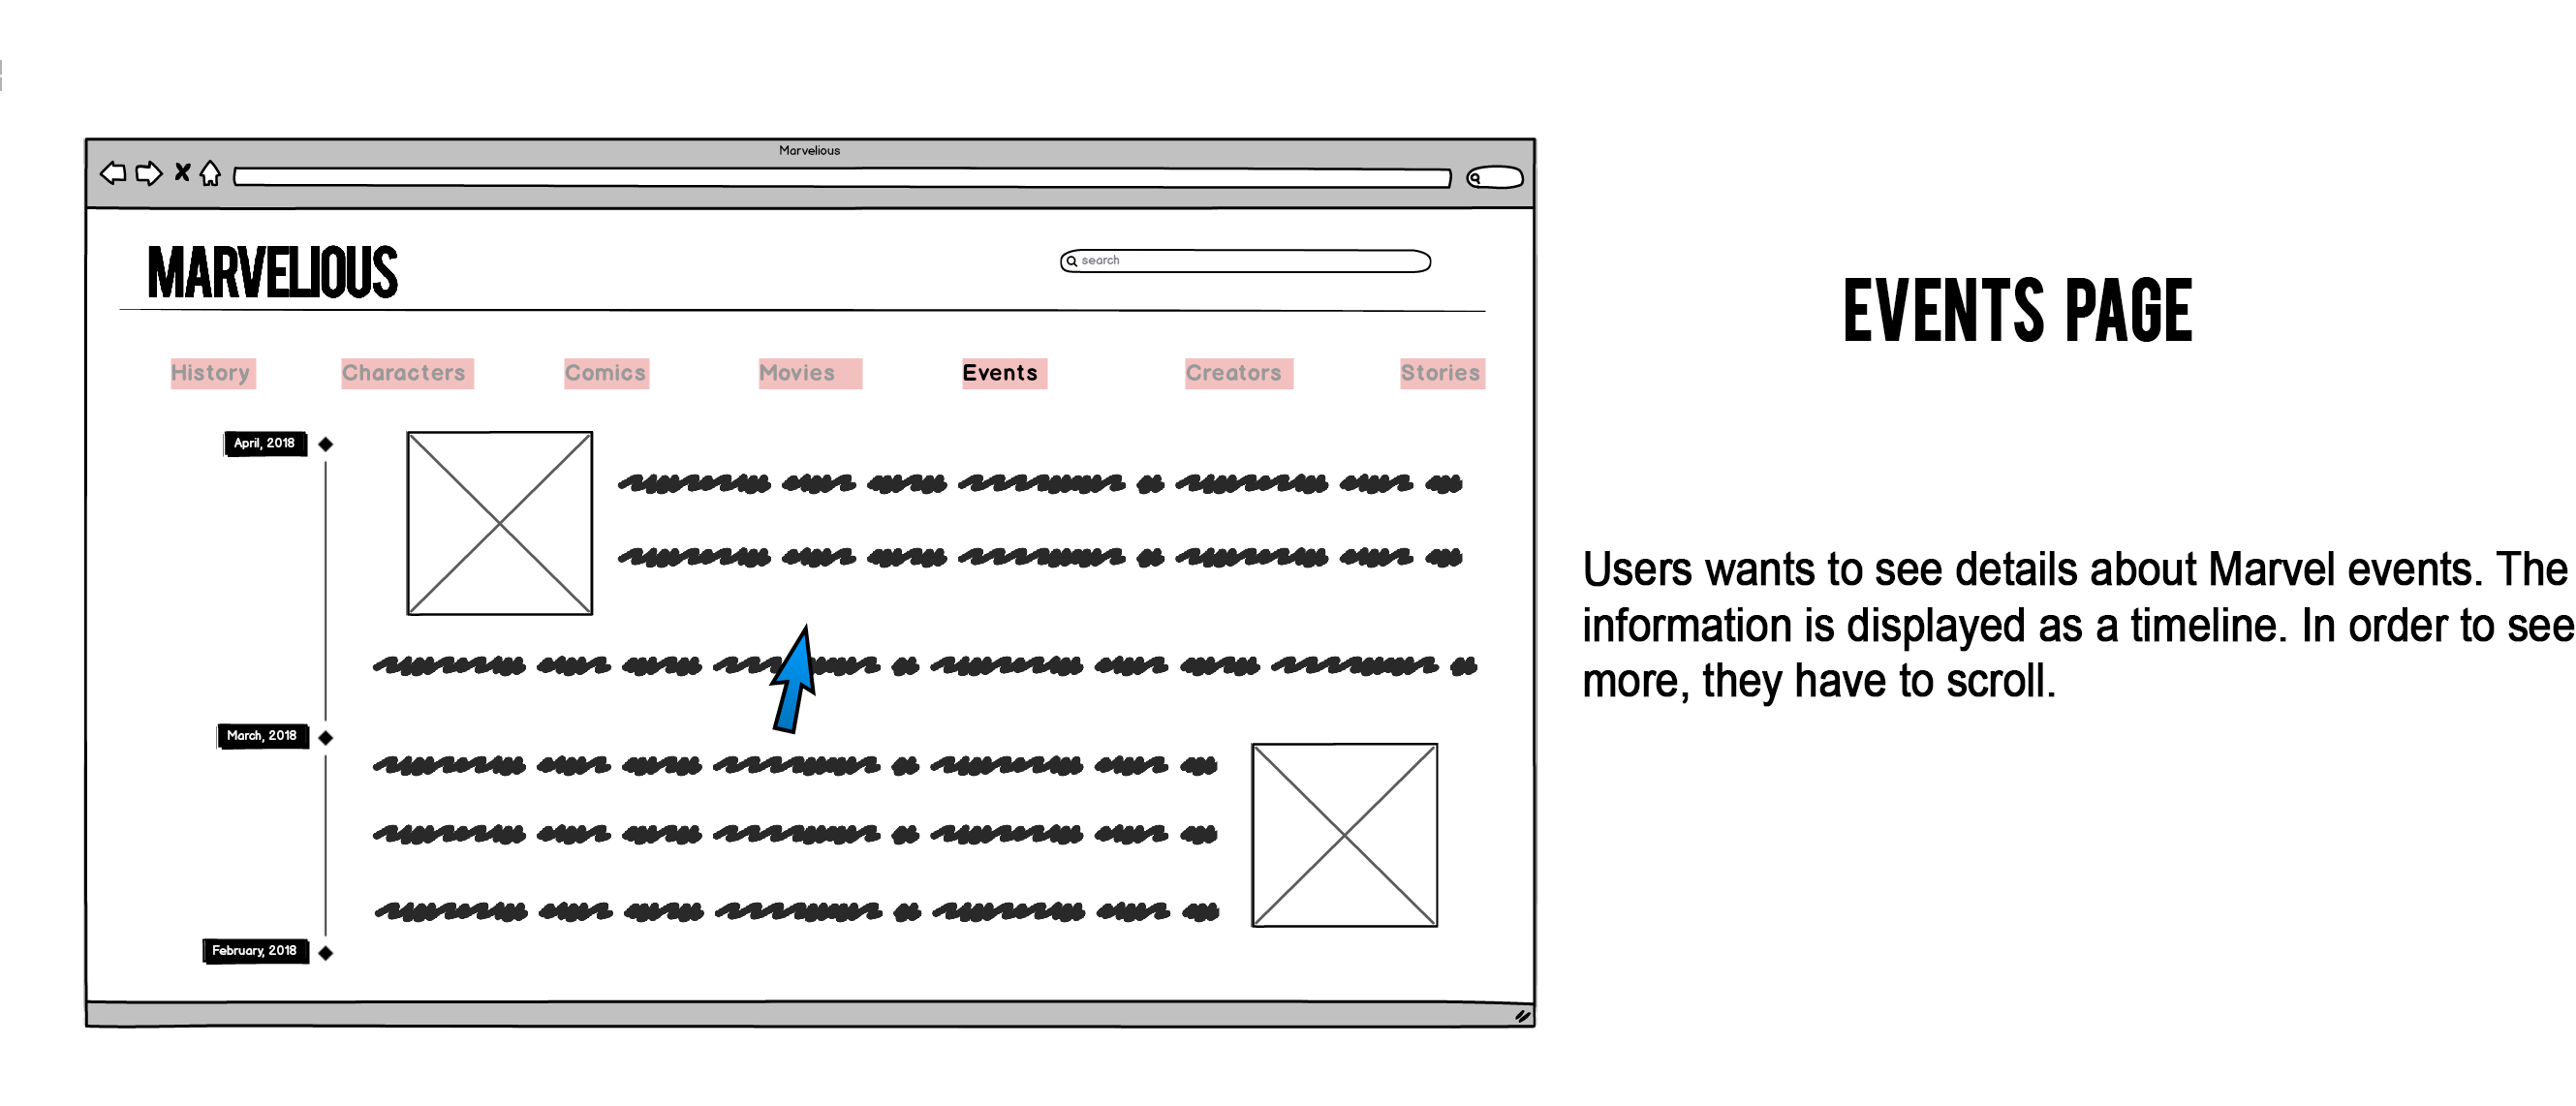 Marvelious
MARVELIOUS
search
EVENTS PAGE
History Characters Comics Movies Events Creators Stories
April, 2018
March, 2018
February, 2018
Users wants to see details about Marvel events. The
information is displayed as a timeline. In order to see
more, they have to scroll.